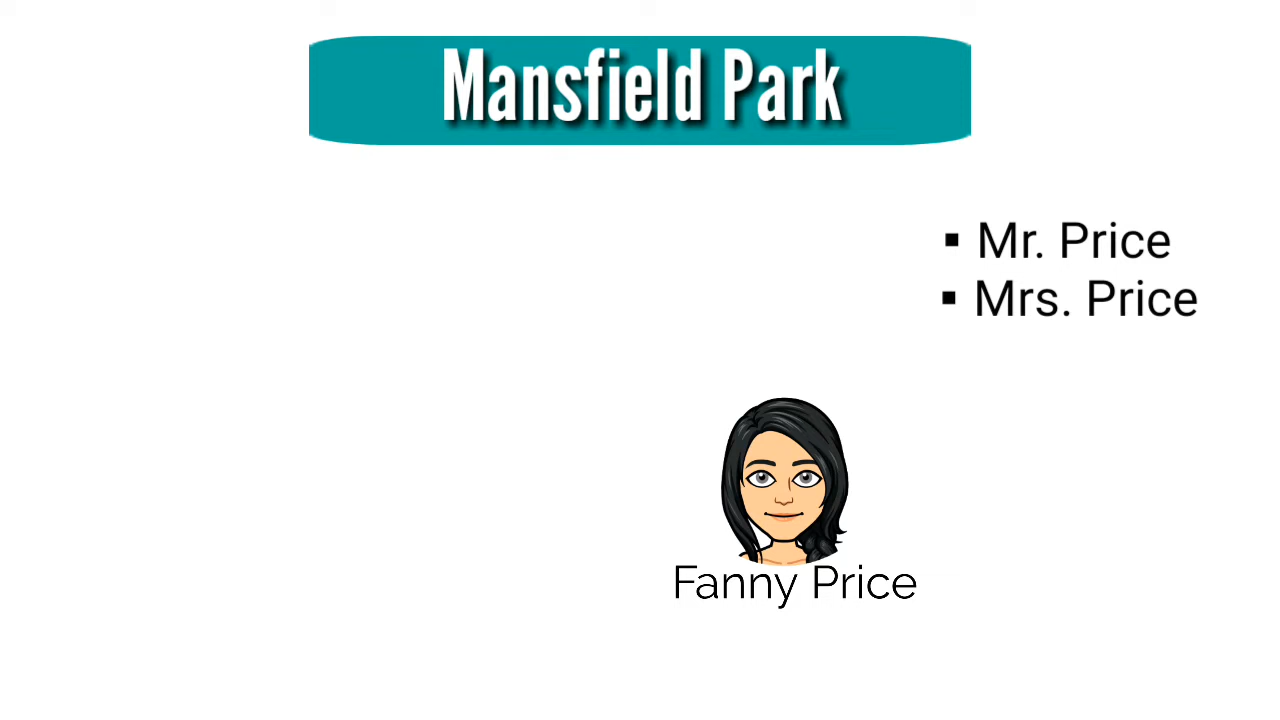 Mansfield Park
▪ Mr. Price
▪ Mrs. Price
Fanny Price